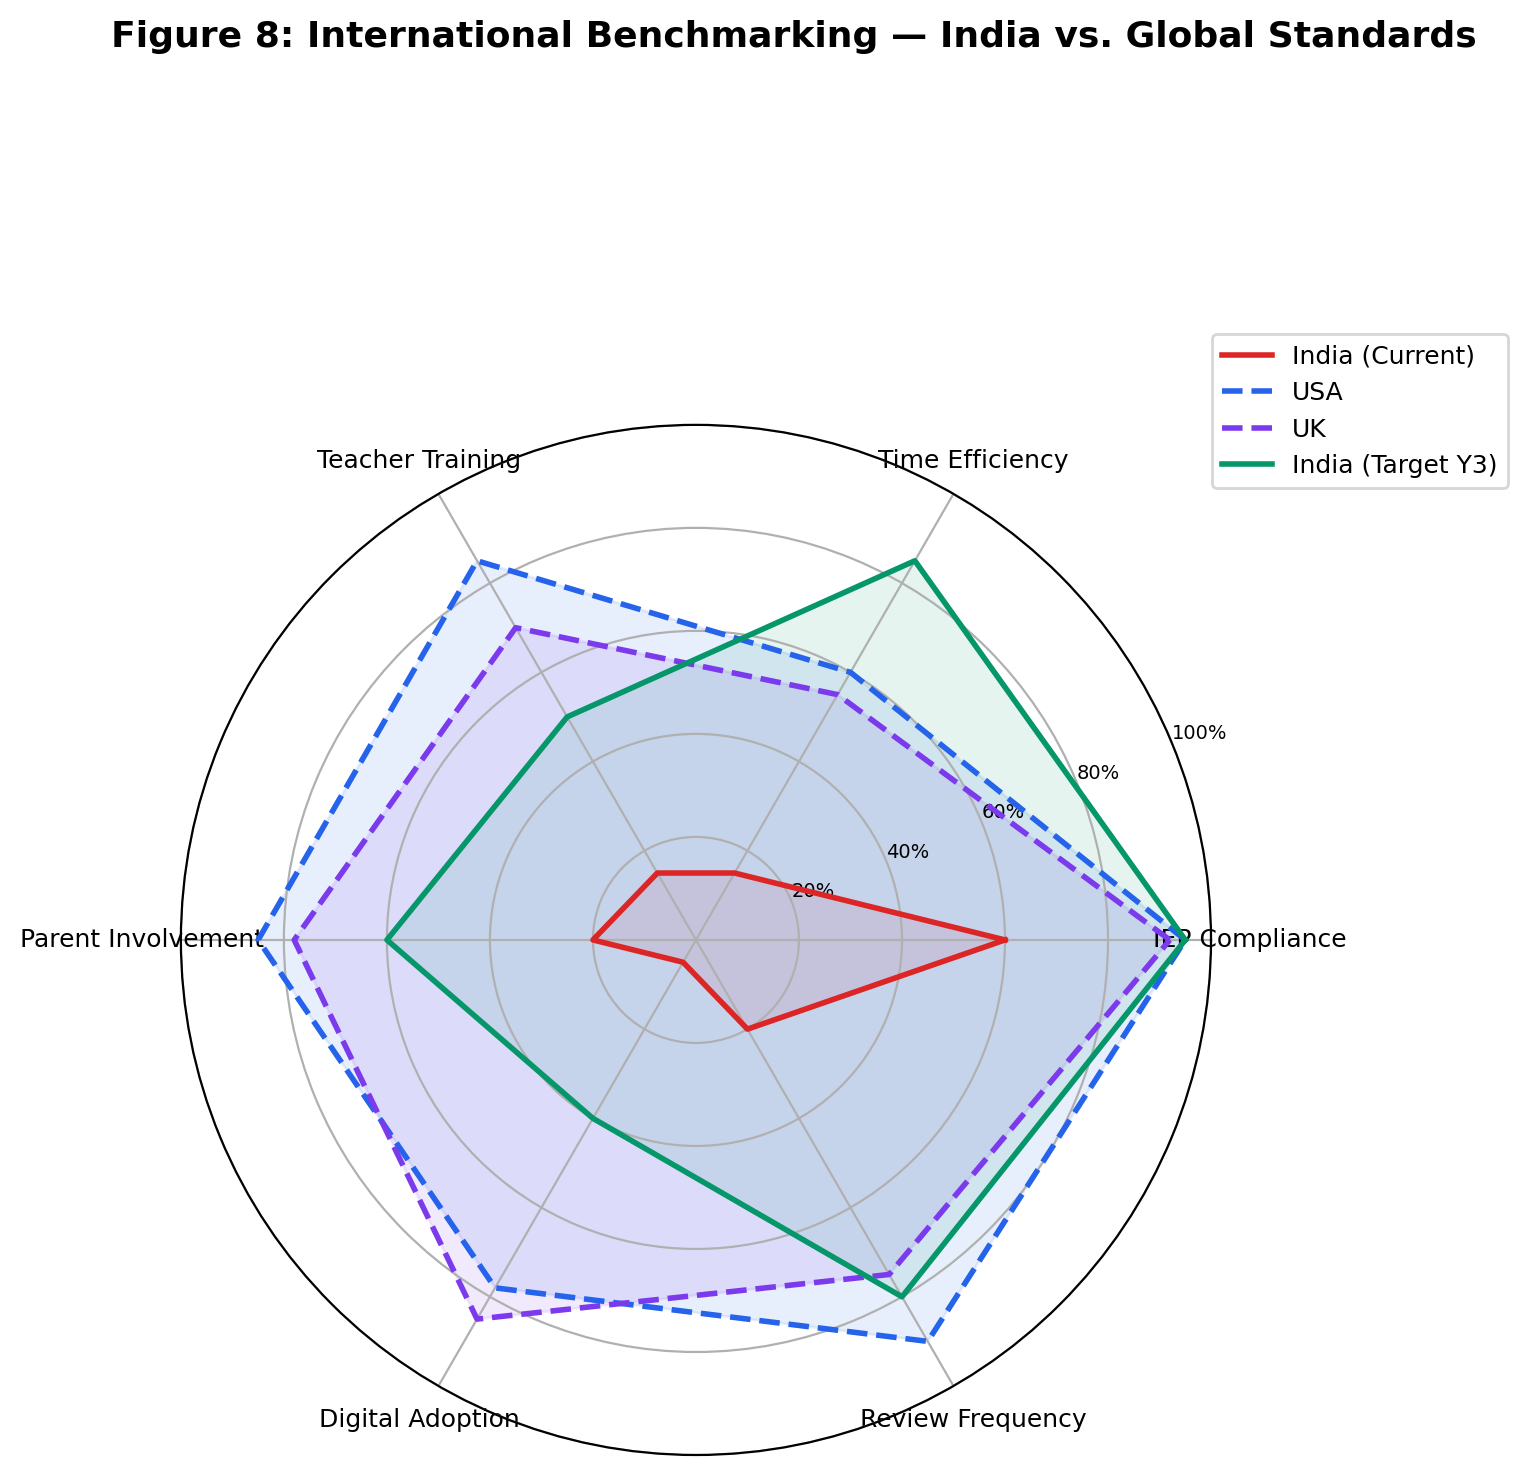 Figure 8: International Benchmarking — India vs. Global Standards
India (Current)
USA
UK
India (Target Y3)
Teacher Training
Time Efficiency
100%
80%
60%
40%
20%
Parent Involvement
IEP Compliance
Digital Adoption
Review Frequency